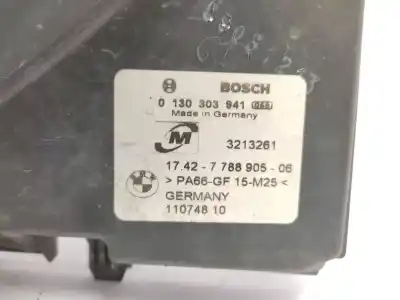 BOSCH
0 130 303 941
Made in Germany
M
3213261
17.42-7 788 905-06
BMW
> PA66-GF 15-M25 <
GERMANY
110748 10